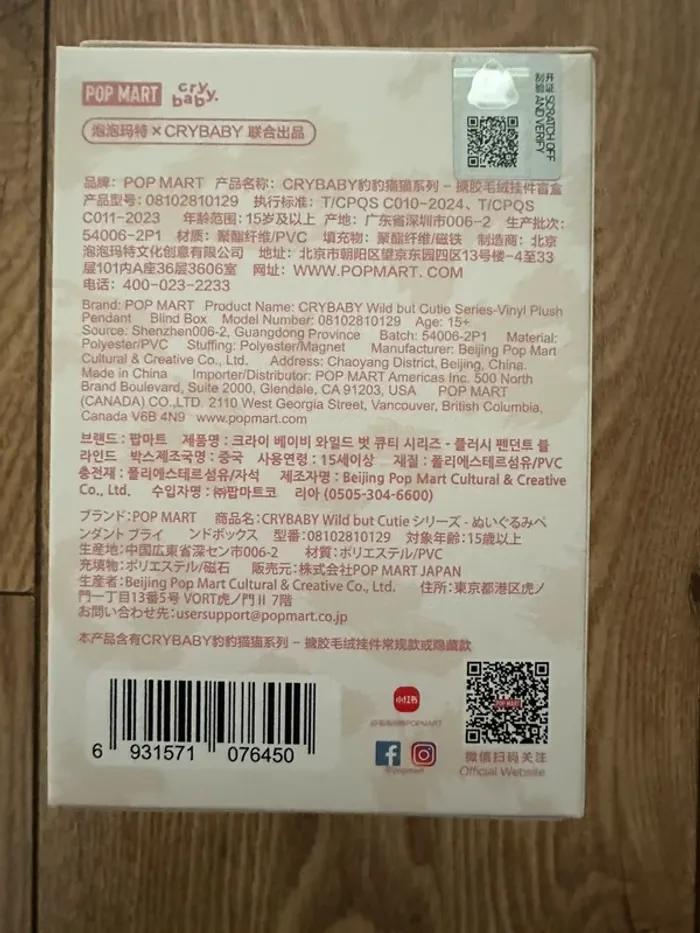 POP MART cry baby.
泡泡玛特 × CRYBABY 联合出品
开盒刮验 SCRATCH OFF AND VERIFY
品牌：POP MART 产品名称：CRYBABY豹豹猫猫系列 - 搪胶毛绒挂件盲盒
产品型号：08102810129 执行标准：T/CPQS C010-2024、T/CPQS
C011-2023 年龄范围：15岁及以上 产地：广东省深圳市006-2 生产批次：
54006-2P1 材质：聚酯纤维/PVC 填充物：聚酯纤维/磁铁 制造商：北京
泡泡玛特文化创意有限公司 地址：北京市朝阳区望京东园四区13号楼-4至33
层101内A座36层3606室 网址：WWW.POPMART.COM
电话：400-023-2233
Brand: POP MART Product Name: CRYBABY Wild but Cutie Series-Vinyl Plush
Pendant Blind Box Model Number: 08102810129 Age: 15+
Source: Shenzhen006-2, Guangdong Province Batch: 54006-2P1 Material:
Polyester/PVC Stuffing: Polyester/Magnet Manufacturer: Beijing Pop Mart
Cultural & Creative Co., Ltd. Address: Chaoyang District, Beijing, China.
Made in China Importer/Distributor: POP MART Americas Inc. 500 North
Brand Boulevard, Suite 2000, Glendale, CA 91203, USA POP MART
(CANADA) CO.,LTD. 2110 West Georgia Street, Vancouver, British Columbia,
Canada V6B 4N9 www.popmart.com
브랜드 : 팝마트 제품명 : 크라이 베이비 와일드 벗 큐티 시리즈 - 플러시 펜던트 블
라인드 박스제조국명 : 중국 사용연령 : 15세이상 재질 : 폴리에스테르섬유/PVC
충전재 : 폴리에스테르섬유/자석 제조자명 : Beijing Pop Mart Cultural & Creative
Co., Ltd. 수입자명 : ㈜팝마트코 리아 (0505-304-6600)
ブランド:POP MART 商品名:CRYBABY Wild but Cutie シリーズ - ぬいぐるみペ
ンダント ブライ ンドボックス 型番:08102810129 対象年齢:15歳以上
生産地:中国広東省深セン市006-2 材質:ポリエステル/PVC
充填物:ポリエステル/磁石 販売元:株式会社POP MART JAPAN
生産者:Beijing Pop Mart Cultural & Creative Co., Ltd. 住所:東京都港区虎ノ
門一丁目13番5号 VORT虎ノ門Ⅱ 7階
お問い合わせ先:usersupport@popmart.co.jp
本产品含有CRYBABY豹豹猫猫系列 - 搪胶毛绒挂件常规款或隐藏款
6 931571 076450
小红书
@泡泡玛特POPMART
@popmart
POP MART
微信扫码关注
Official Website